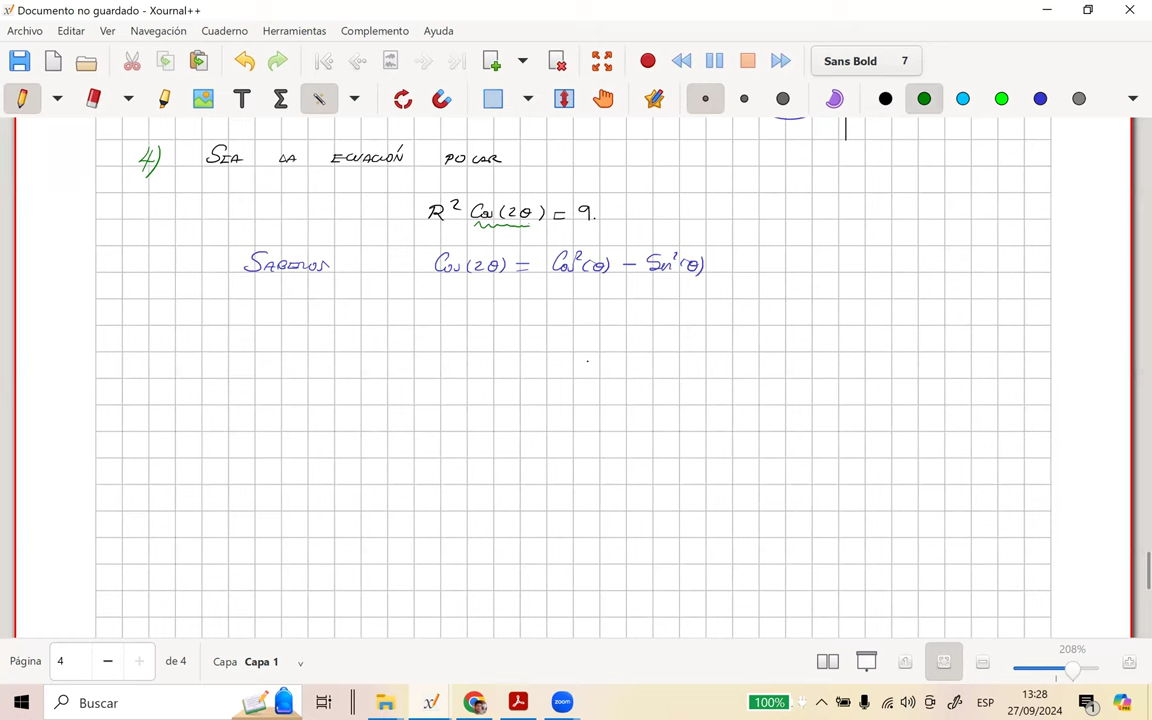 Documento no guardado - Xournal++
Archivo Editar Ver Navegación Cuaderno Herramientas Complemento Ayuda
Sans Bold 7
4) SEA LA ECUACIÓN POLAR
R² Cos(2θ) = 9.
SABEMOS Cos(2θ) = Cos²(θ) - Sen²(θ)
Página 4 de 4 Capa Capa 1 208%
Buscar 100% ESP 13:28
27/09/2024 1